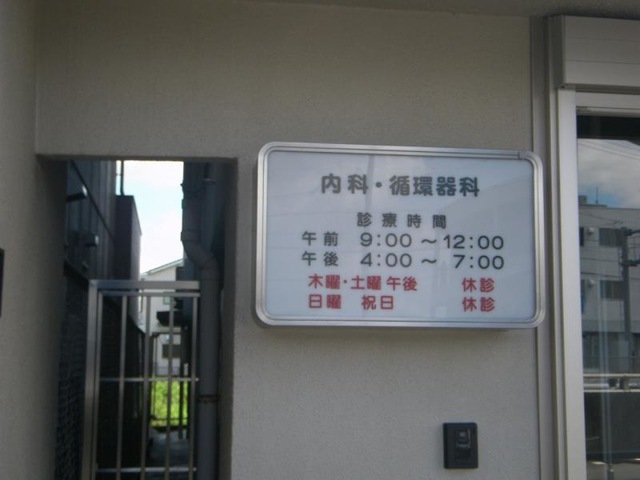 内科・循環器科
診療時間
午前 9:00 ～ 12:00
午後 4:00 ～ 7:00
木曜・土曜 午後 休診
日曜 祝日 休診